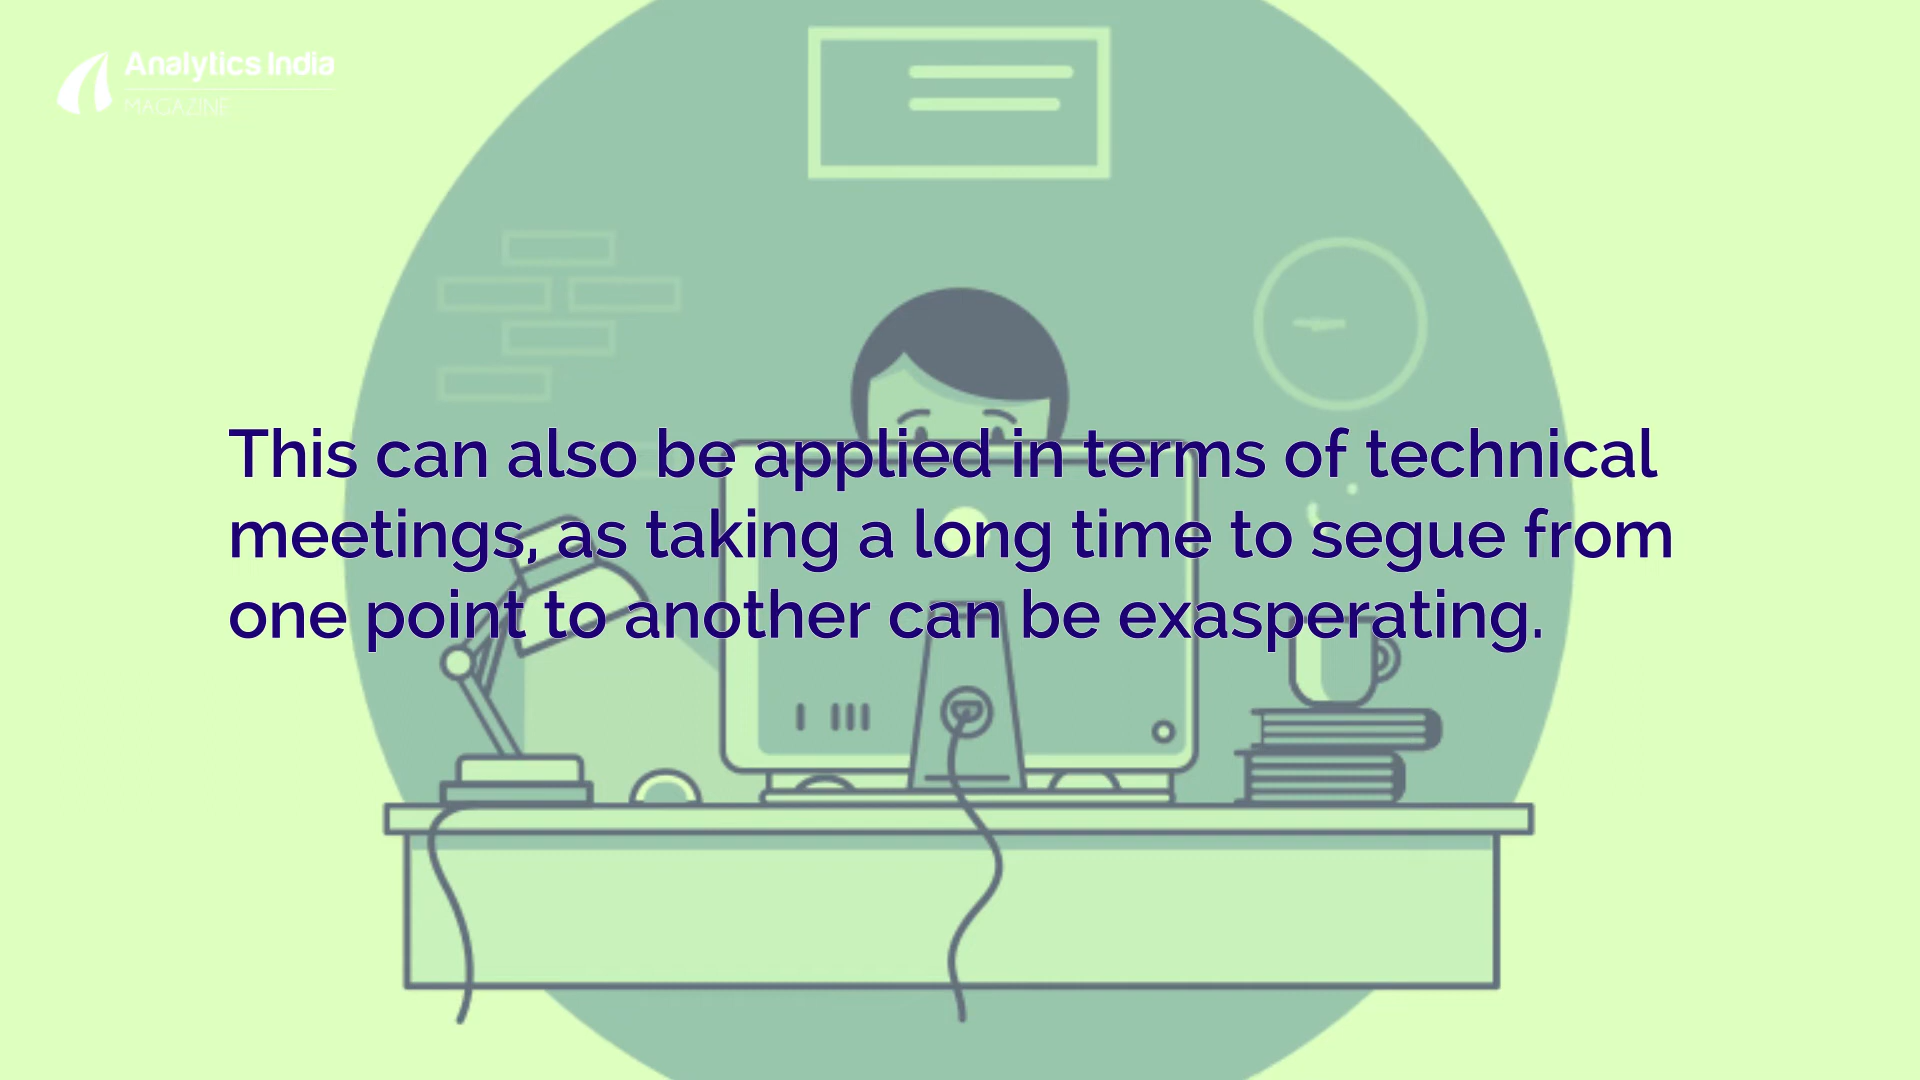 Analytics India
MAGAZINE
This can also be applied in terms of technical
meetings, as taking a long time to segue from
one point to another can be exasperating.